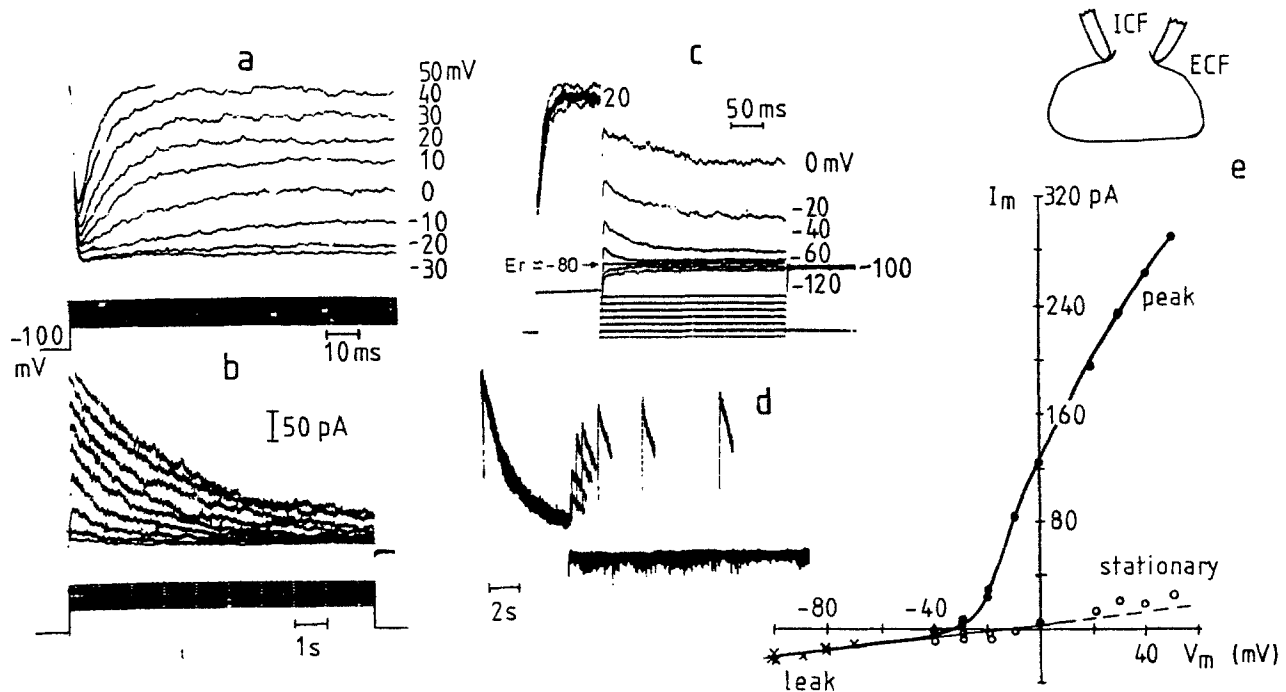 a
50 mV
40
30
20
10
0
-10
-20
-30
-100
mV
10 ms
b
50 pA
1s
c
20
50 ms
0 mV
-20
-40
-60
Er = -80
-100
-120
d
2s
ICF
ECF
e
Im
320 pA
240
peak
160
80
stationary
-80
-40
40
Vm (mV)
leak